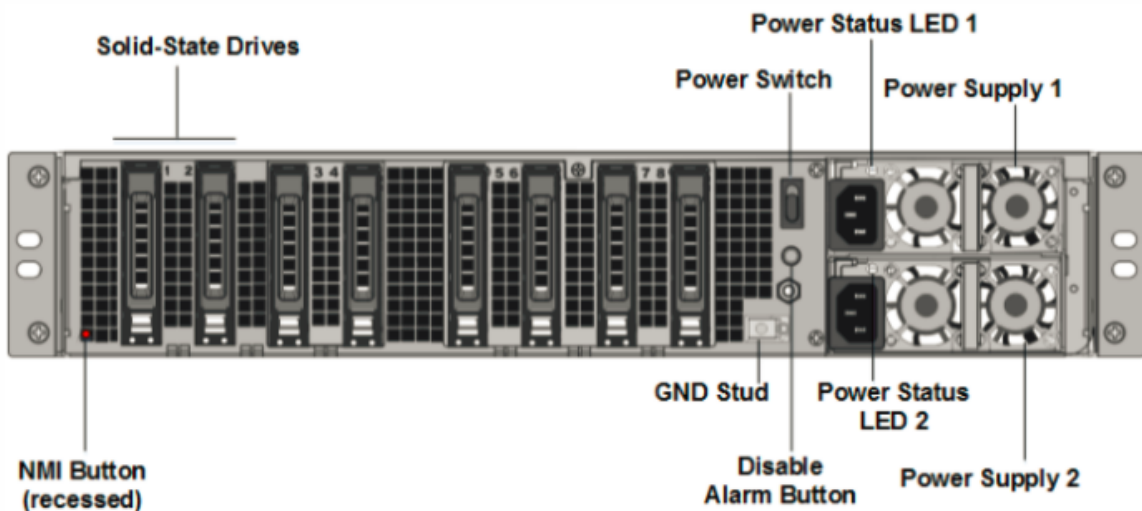 Power Status LED 1
Solid-State Drives
Power Switch
Power Supply 1
1 2
3 4
5 6
7 8
GND Stud
Power Status
LED 2
NMI Button
(recessed)
Disable
Alarm Button
Power Supply 2